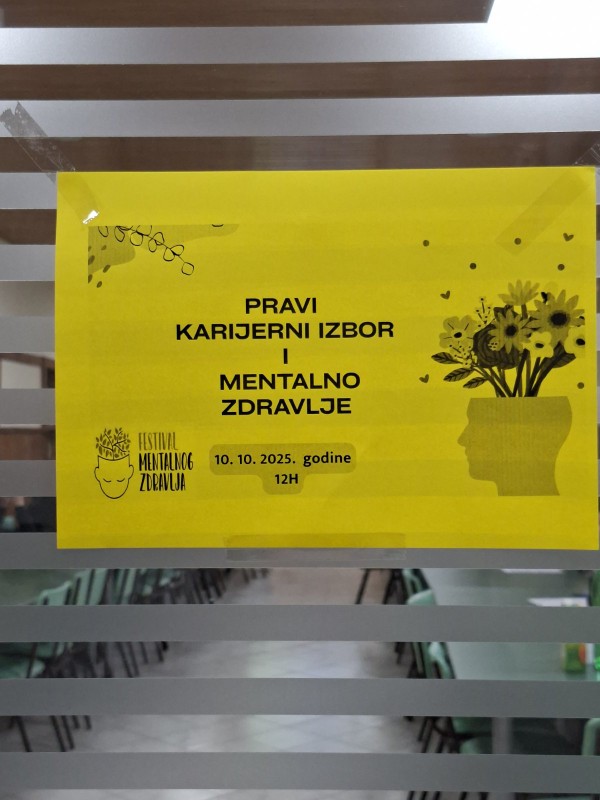 PRAVI
KARIJERNI IZBOR
I
MENTALNO
ZDRAVLJE
FESTIVAL
MENTALNOG
ZDRAVLJA
10. 10. 2025. godine
12H